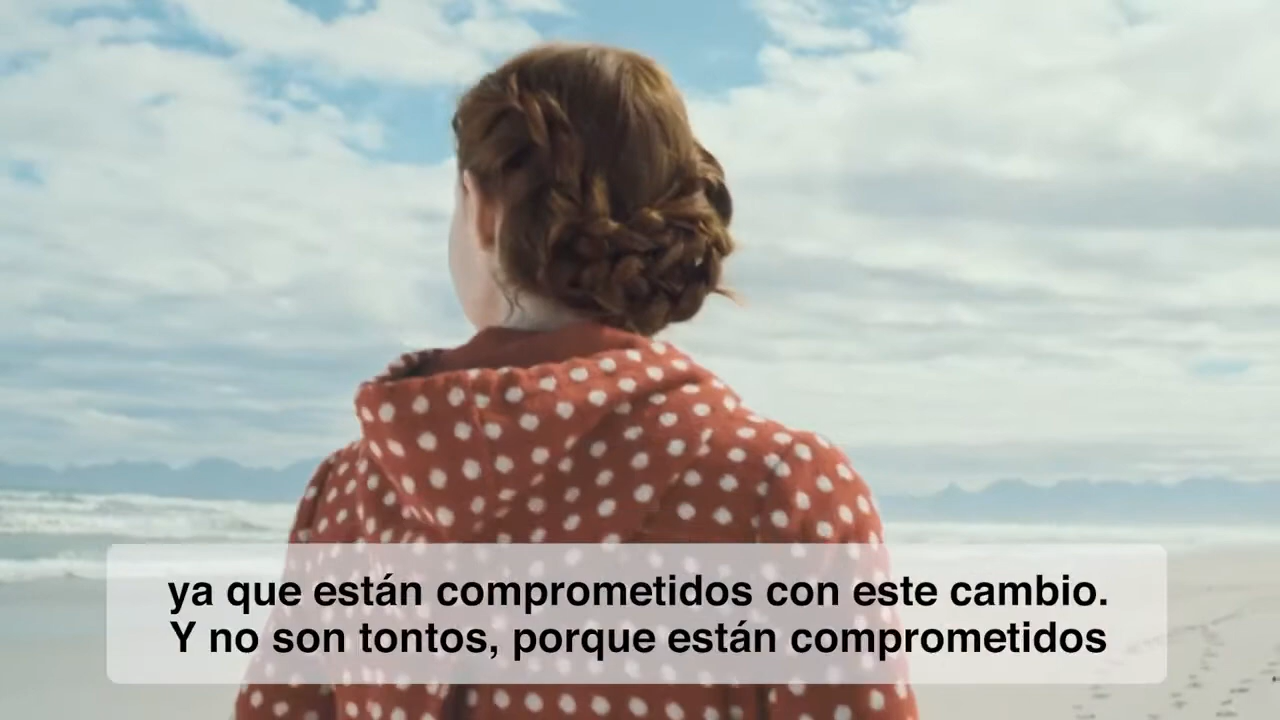 ya que están comprometidos con este cambio.
Y no son tontos, porque están comprometidos